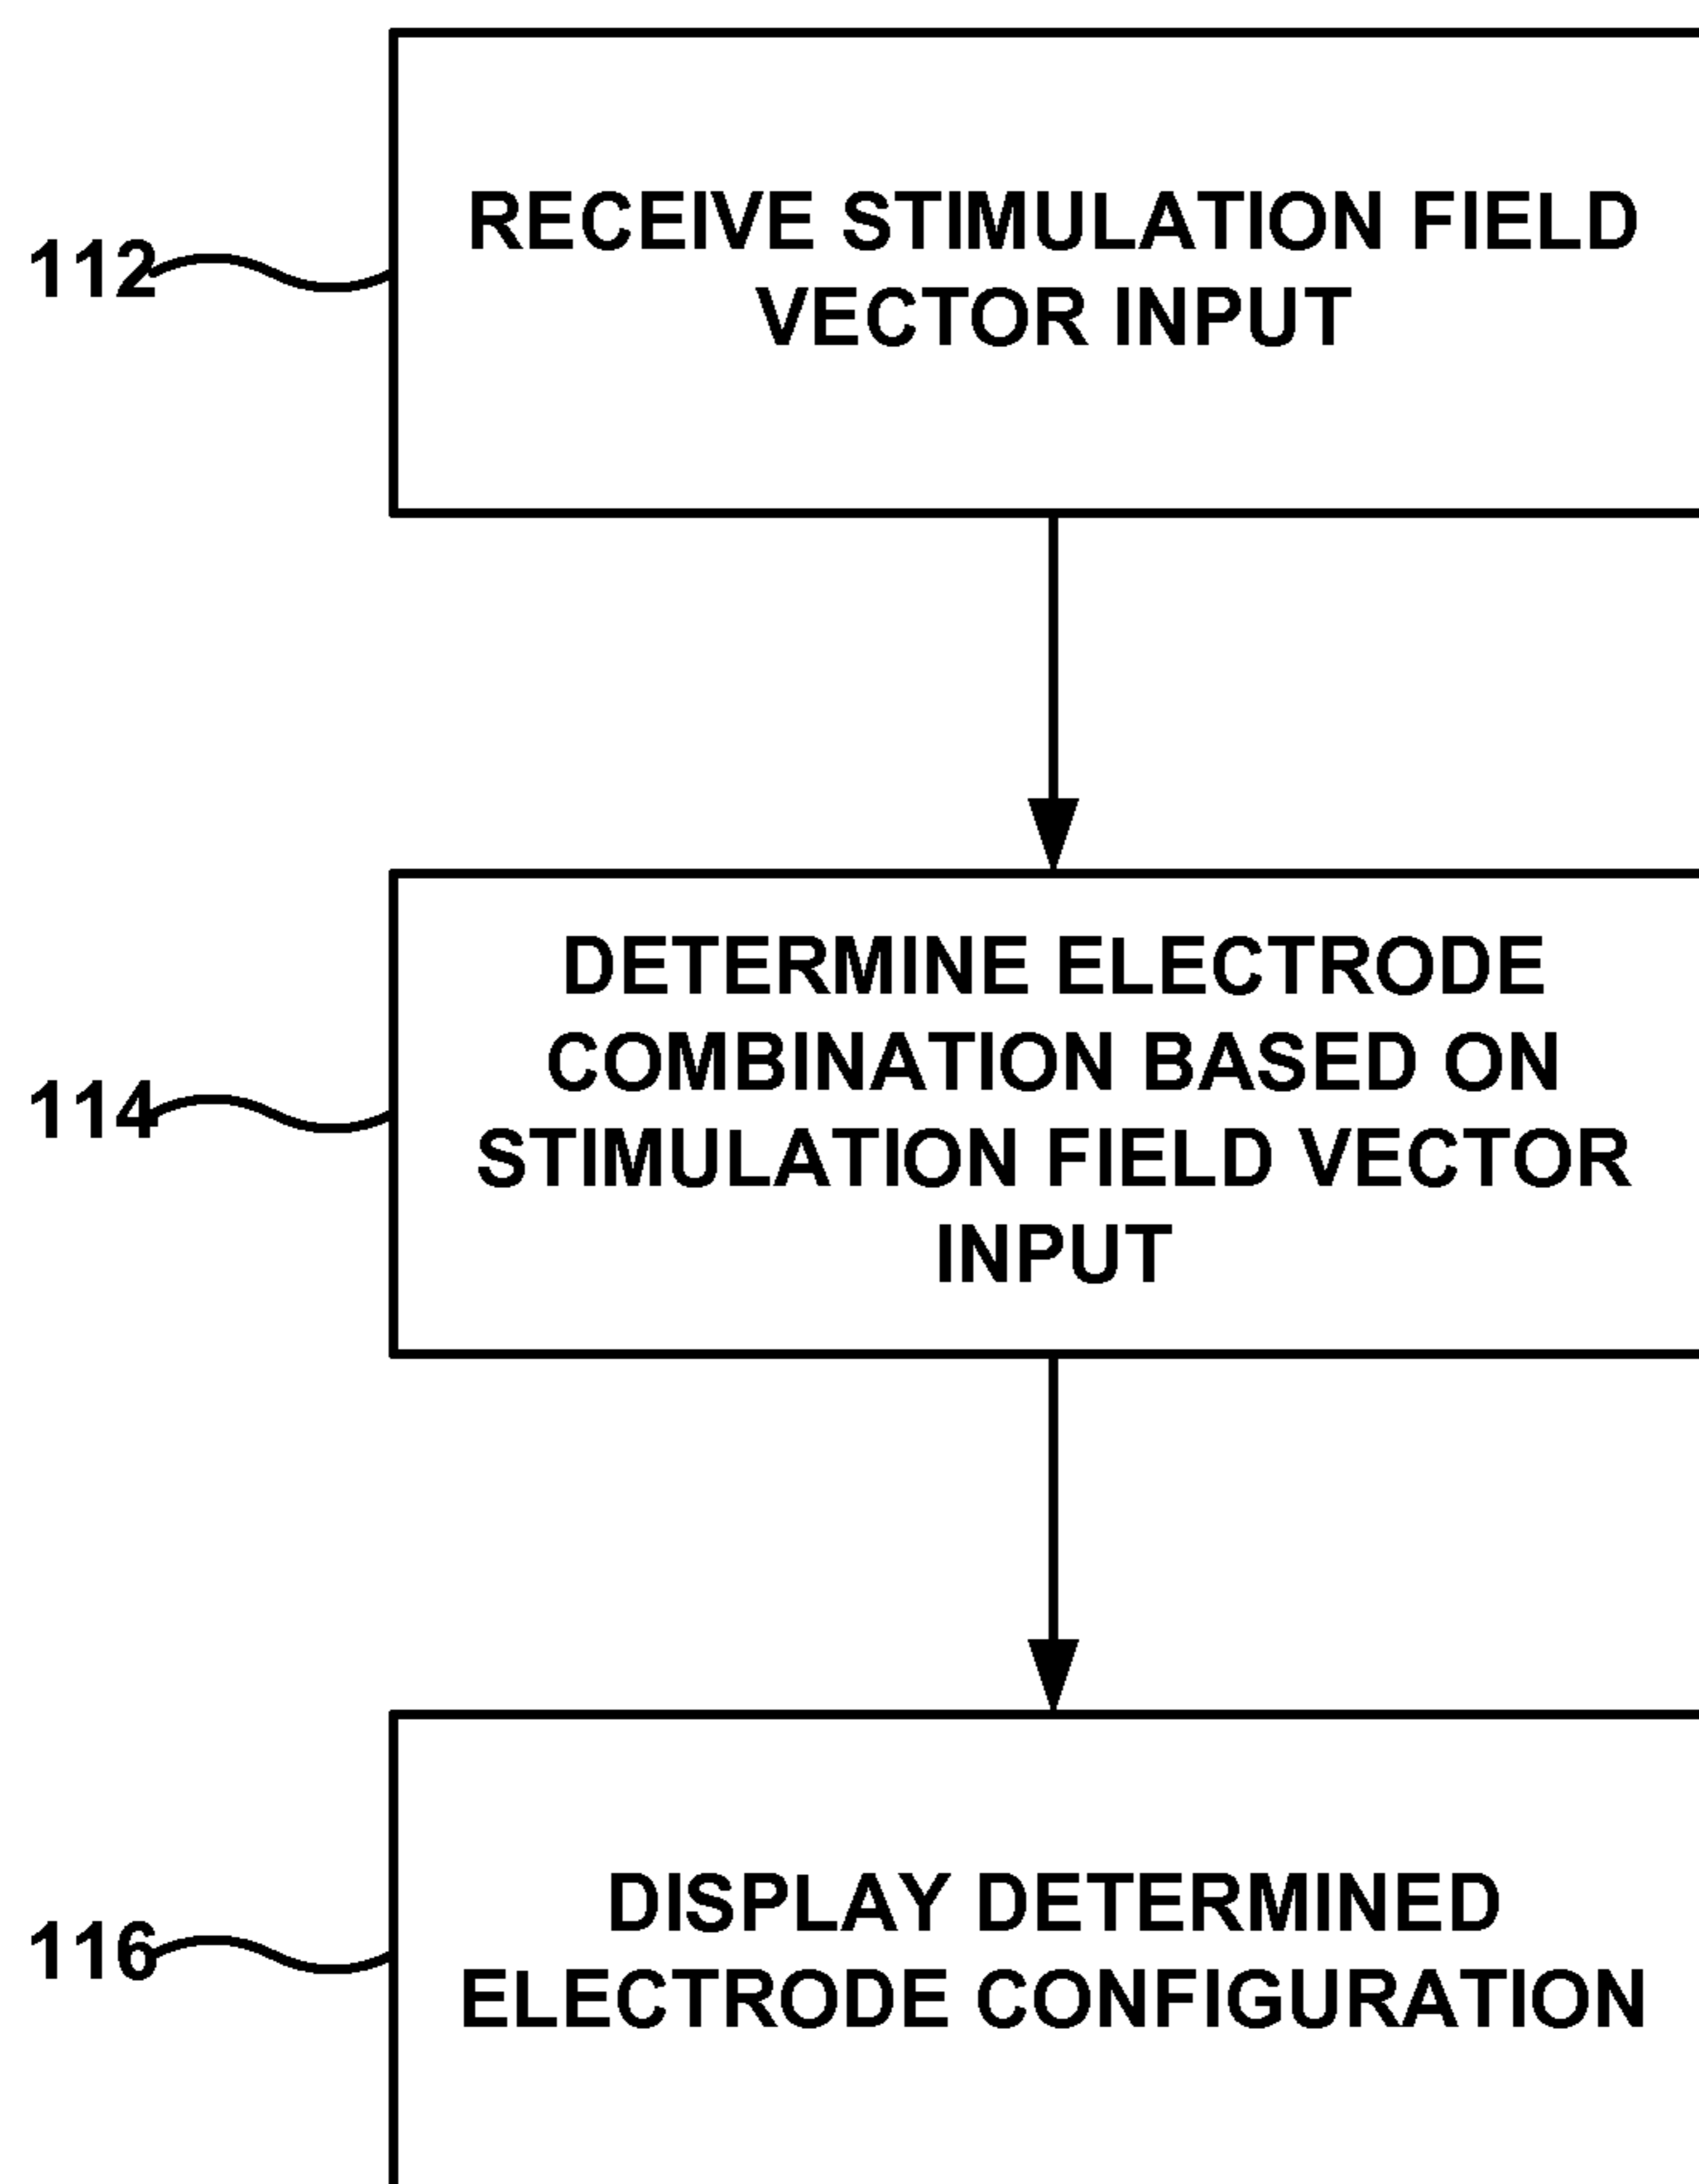 112
RECEIVE STIMULATION FIELD
VECTOR INPUT
114
DETERMINE ELECTRODE
COMBINATION BASED ON
STIMULATION FIELD VECTOR
INPUT
116
DISPLAY DETERMINED
ELECTRODE CONFIGURATION